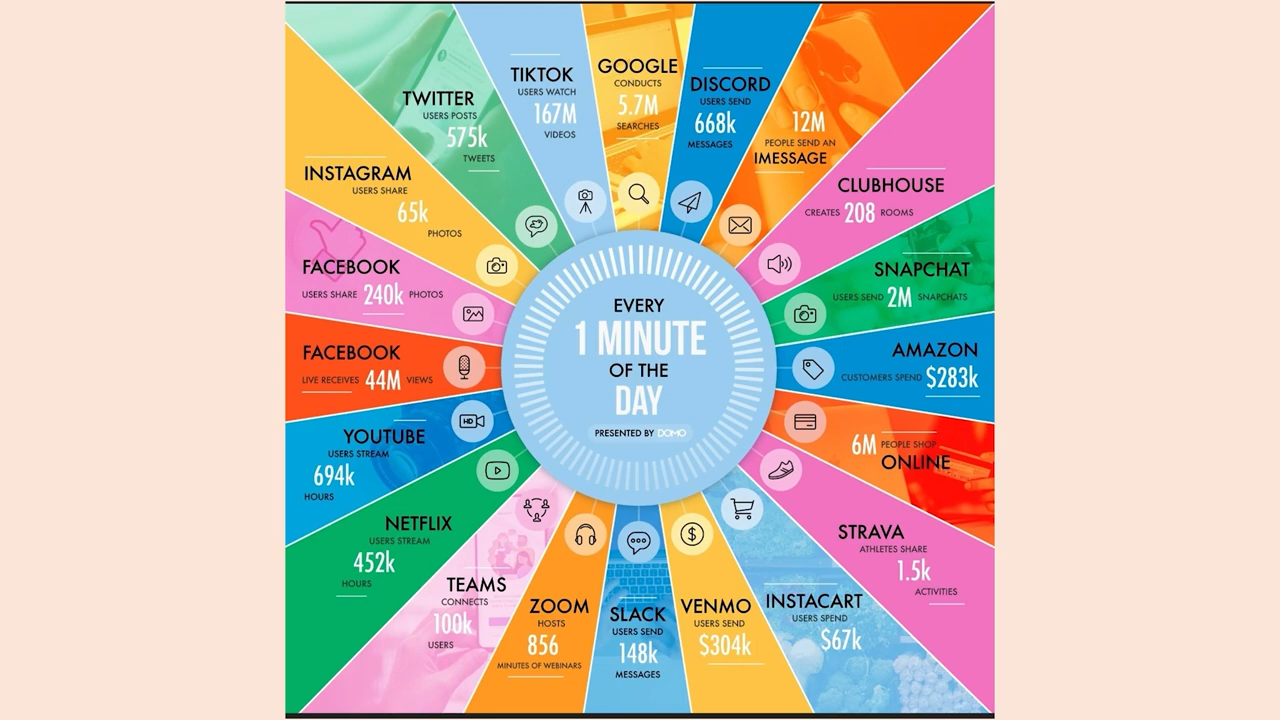 GOOGLE
CONDUCTS
5.7M
SEARCHES
DISCORD
USERS SEND
668k
MESSAGES
12M
PEOPLE SEND AN
IMESSAGE
CLUBHOUSE
CREATES 208 ROOMS
SNAPCHAT
USERS SEND 2M SNAPCHATS
AMAZON
CUSTOMERS SPEND $283k
6M PEOPLE SHOP
ONLINE
STRAVA
ATHLETES SHARE
1.5k
ACTIVITIES
INSTACART
USERS SPEND
$67k
VENMO
USERS SEND
$304k
SLACK
USERS SEND
148k
MESSAGES
ZOOM
HOSTS
856
MINUTES OF WEBINARS
TEAMS
CONNECTS
100k
USERS
NETFLIX
USERS STREAM
452k
HOURS
YOUTUBE
USERS STREAM
694k
HOURS
FACEBOOK
LIVE RECEIVES 44M VIEWS
FACEBOOK
USERS SHARE 240k PHOTOS
INSTAGRAM
USERS SHARE
65k
PHOTOS
TWITTER
USERS POSTS
575k
TWEETS
TIKTOK
USERS WATCH
167M
VIDEOS
HD
EVERY
1 MINUTE
OF THE
DAY
PRESENTED BY DOMO